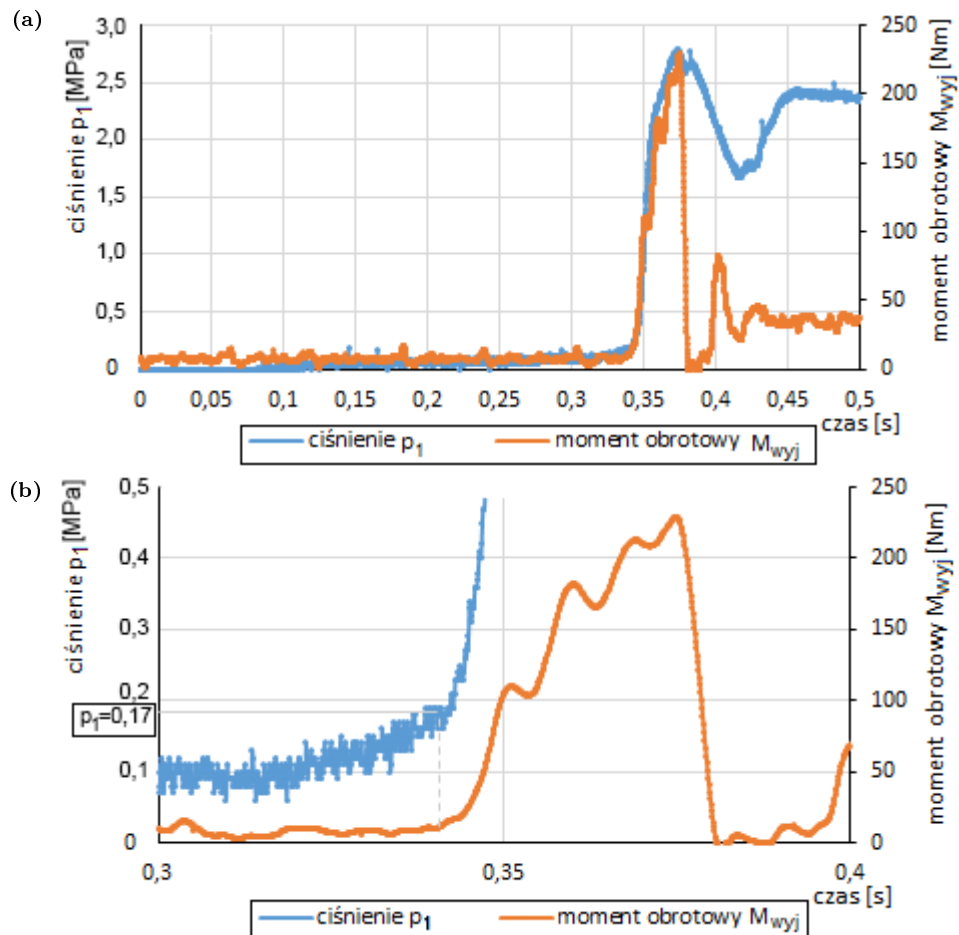 (a)
ciśnienie p1 [MPa]
3,0
2,5
2,0
1,5
1,0
0,5
0
250
200
150
100
50
0
moment obrotowy Mwyj [Nm]
0 0,05 0,1 0,15 0,2 0,25 0,3 0,35 0,4 0,45 0,5
czas [s]
ciśnienie p1 moment obrotowy Mwyj
(b)
ciśnienie p1 [MPa]
0,5
0,4
0,3
0,2
p1=0,17
0,1
0
250
200
150
100
50
0
moment obrotowy Mwyj [Nm]
0,3 0,35 0,4
czas [s]
ciśnienie p1 moment obrotowy Mwyj